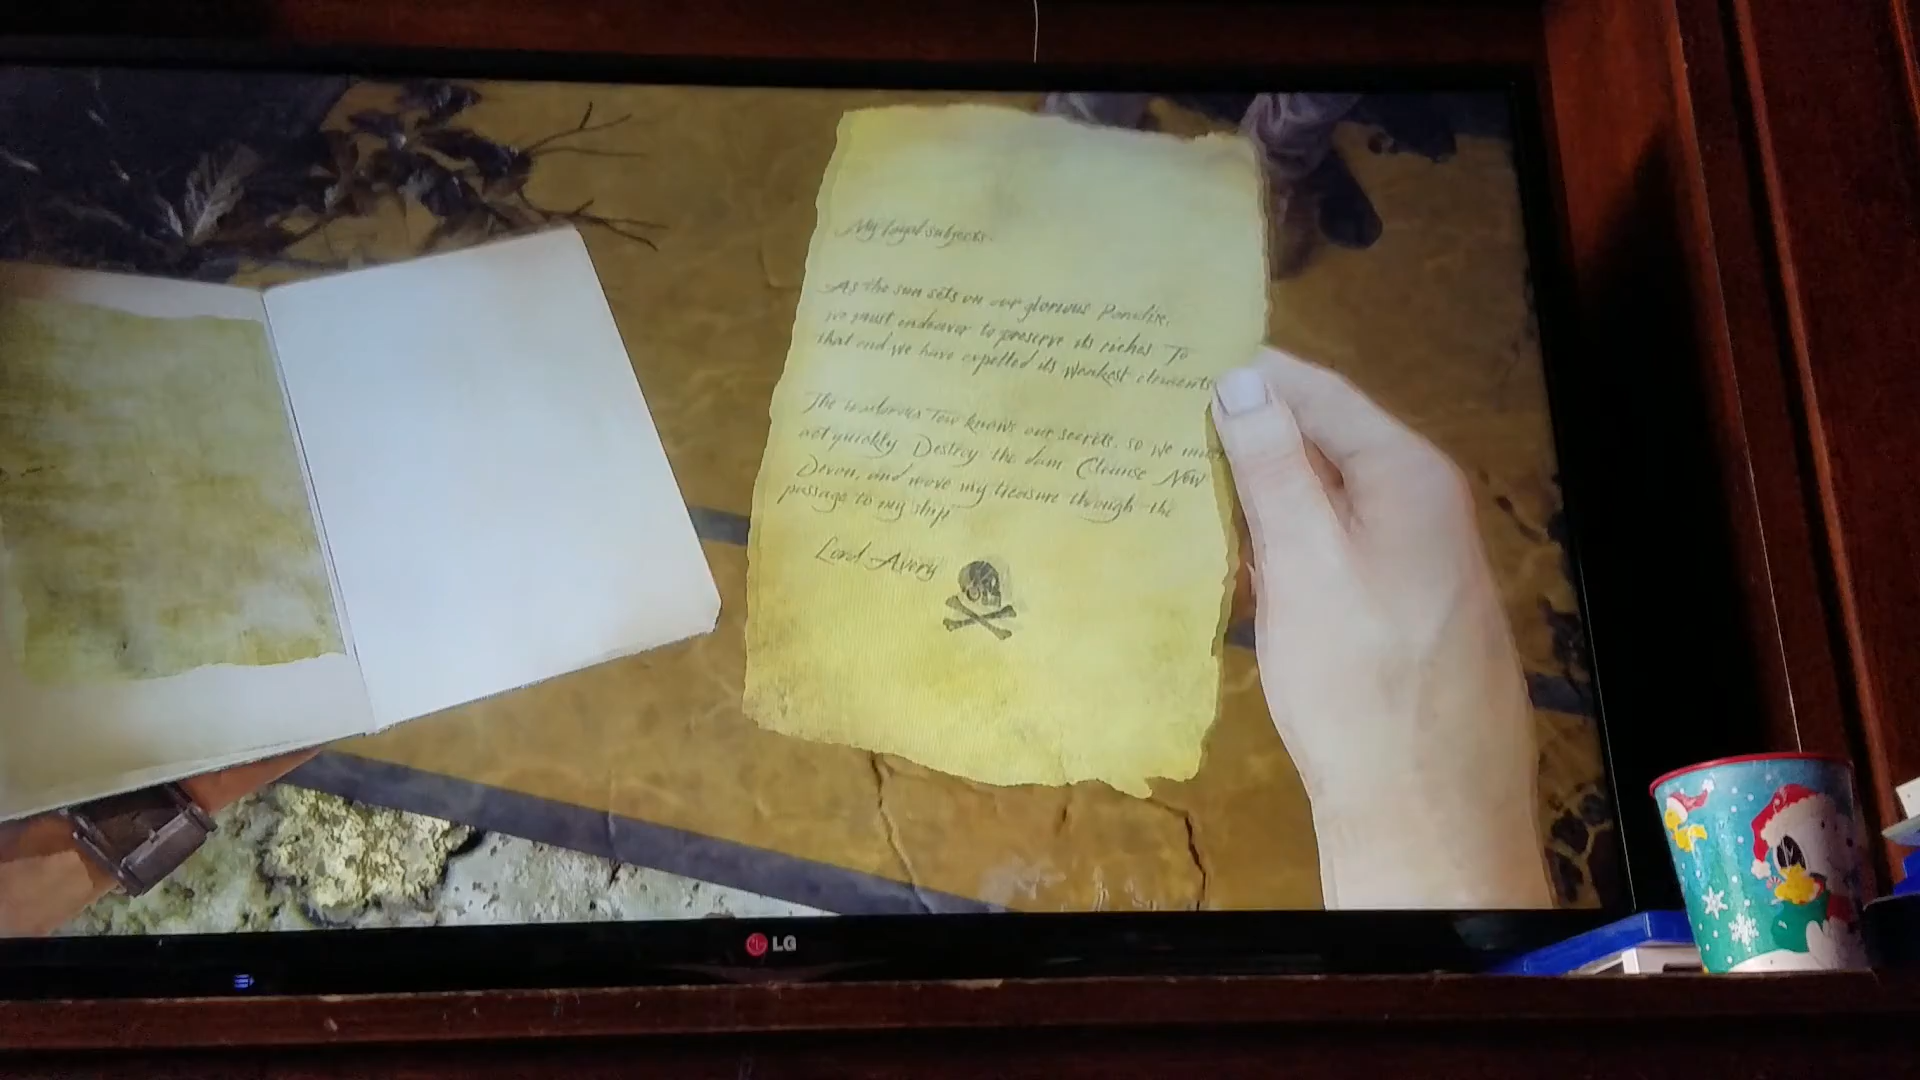 My loyal subjects.
As the sun sets on our glorious Paradise,
we must endeavor to preserve its riches To
that end we have expelled its weakest elements
The Tew knows our secrets, so we must
act quickly Destroy the dam Cleanse New
Devon, and move my treasure through the
passage to my ship
Lord Avery
LG